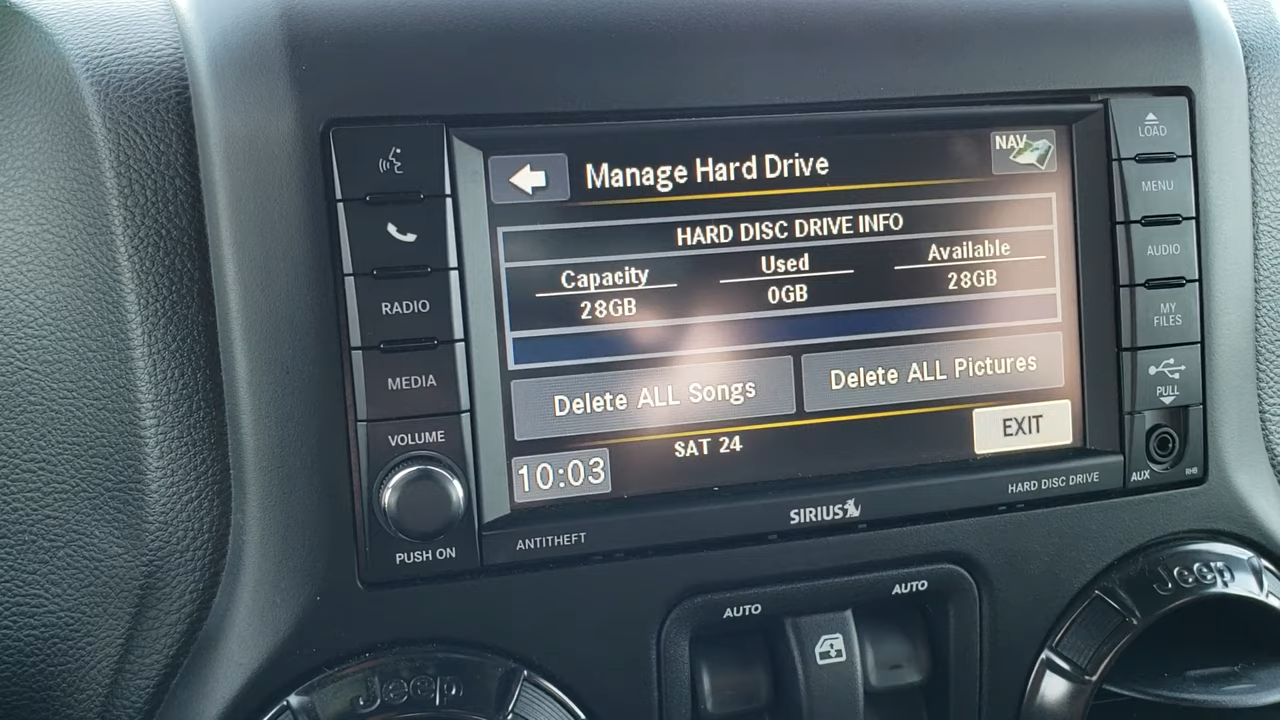 NAV
Manage Hard Drive
HARD DISC DRIVE INFO
Capacity Used Available
28GB 0GB 28GB
Delete ALL Songs Delete ALL Pictures
SAT 24
EXIT
10:03
RADIO
MEDIA
VOLUME
PUSH ON
LOAD
MENU
AUDIO
MY
FILES
PULL
AUX
RHB
ANTITHEFT
SIRIUS
HARD DISC DRIVE
AUTO AUTO
Jeep
Jeep